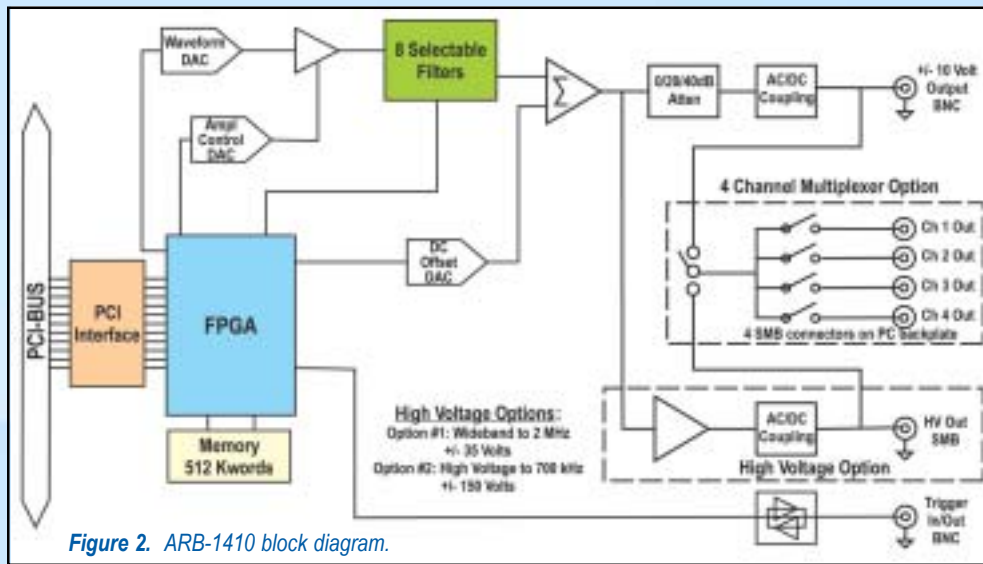 Waveform
DAC
8 Selectable
Filters
Σ
0/20/40dB
Atten
AC/DC
Coupling
+/- 10 Volt
Output
BNC
Ampl
Control
DAC
4 Channel Multiplexer Option
Ch 1 Out
Ch 2 Out
Ch 3 Out
Ch 4 Out
4 SMB connectors on PC backplate
DC
Offset
DAC
PCI-BUS
PCI
Interface
FPGA
Memory
512 Kwords
High Voltage Options:
Option #1: Wideband to 2 MHz
+/- 35 Volts
Option #2: High Voltage to 700 kHz
+/- 150 Volts
AC/DC
Coupling
HV Out
SMB
High Voltage Option
Trigger
In/Out
BNC
Figure 2. ARB-1410 block diagram.